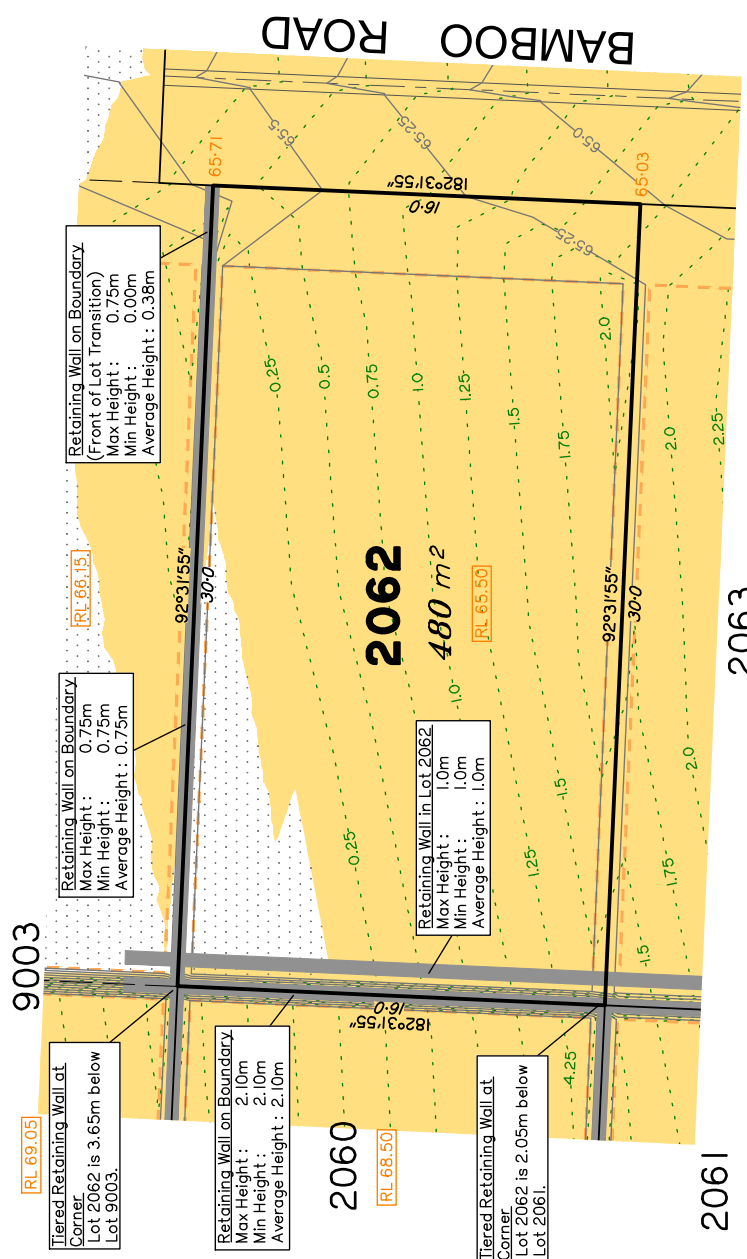 BAMBOO ROAD
65·71
65·03
65·5
65·25
65·0
65·25
182°31'55"
16·0
Retaining Wall on Boundary
(Front of Lot Transition)
Max Height : 0.75m
Min Height : 0.00m
Average Height : 0.38m
0.25
0.5
0.75
1.0
1.25
1.5
1.75
2.0
2.0
2.25
RL 66.15
92°31'55"
30·0
2062
480 m²
RL 65.50
92°31'55"
30·0
2063
Retaining Wall on Boundary
Max Height : 0.75m
Min Height : 0.75m
Average Height : 0.75m
Retaining Wall in Lot 2062
Max Height : 1.0m
Min Height : 1.0m
Average Height : 1.0m
0.25
1.0
1.25
1.5
1.5
1.75
2.0
9003
182°31'55"
16·0
RL 69.05
Tiered Retaining Wall at
Corner
Lot 2062 is 3.65m below
Lot 9003.
Retaining Wall on Boundary
Max Height : 2.10m
Min Height : 2.10m
Average Height : 2.10m
2060
RL 68.50
4.25
Tiered Retaining Wall at
Corner
Lot 2062 is 2.05m below
Lot 2061.
2061